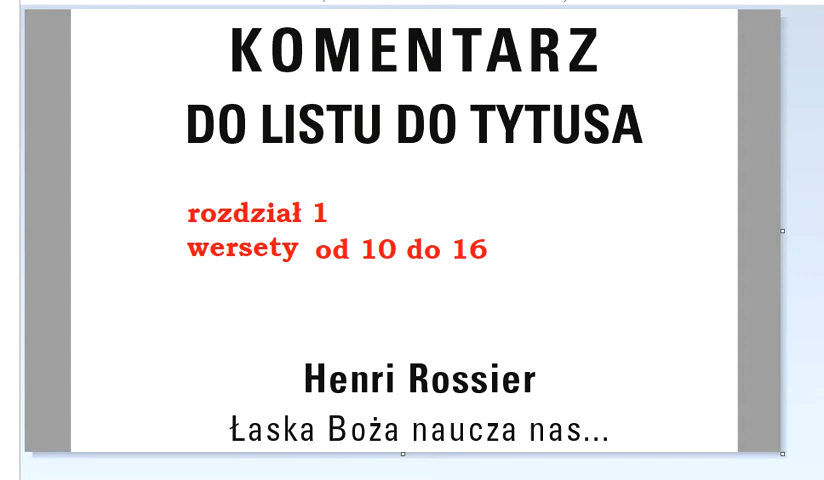 KOMENTARZ
DO LISTU DO TYTUSA
rozdział 1
wersety od 10 do 16
Henri Rossier
Łaska Boża naucza nas...